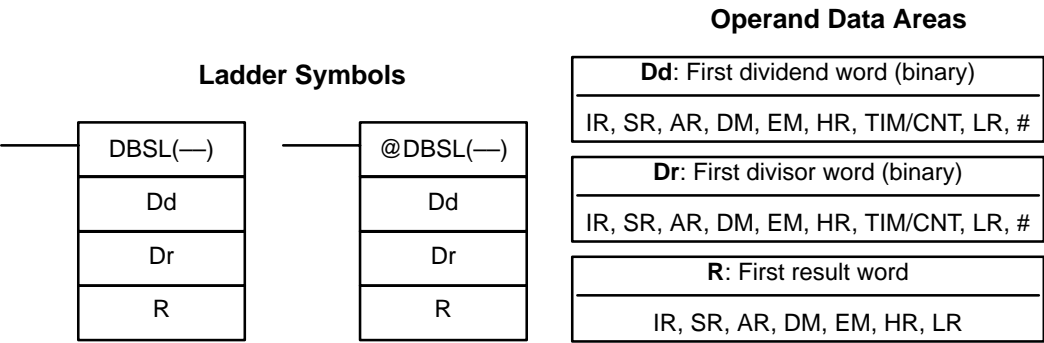 Operand Data Areas
Ladder Symbols
DBSL(—)
Dd
Dr
R
@DBSL(—)
Dd
Dr
R
Dd: First dividend word (binary)
IR, SR, AR, DM, EM, HR, TIM/CNT, LR, #
Dr: First divisor word (binary)
IR, SR, AR, DM, EM, HR, TIM/CNT, LR, #
R: First result word
IR, SR, AR, DM, EM, HR, LR